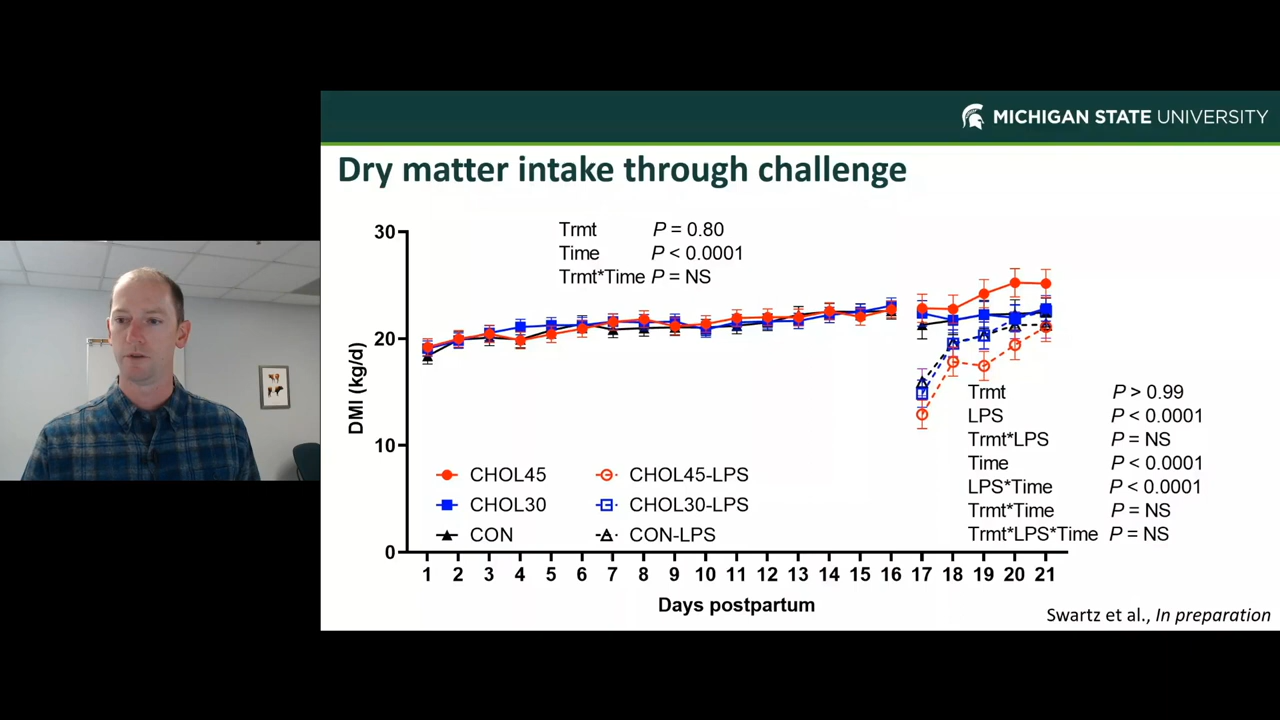 MICHIGAN STATE UNIVERSITY
Dry matter intake through challenge
Trmt P = 0.80
Time P < 0.0001
Trmt*Time P = NS
30
20
10
0
DMI (kg/d)
Trmt P > 0.99
LPS P < 0.0001
Trmt*LPS P = NS
Time P < 0.0001
LPS*Time P < 0.0001
Trmt*Time P = NS
Trmt*LPS*Time P = NS
CHOL45 CHOL45-LPS
CHOL30 CHOL30-LPS
CON CON-LPS
1 2 3 4 5 6 7 8 9 10 11 12 13 14 15 16 17 18 19 20 21
Days postpartum
Swartz et al., In preparation